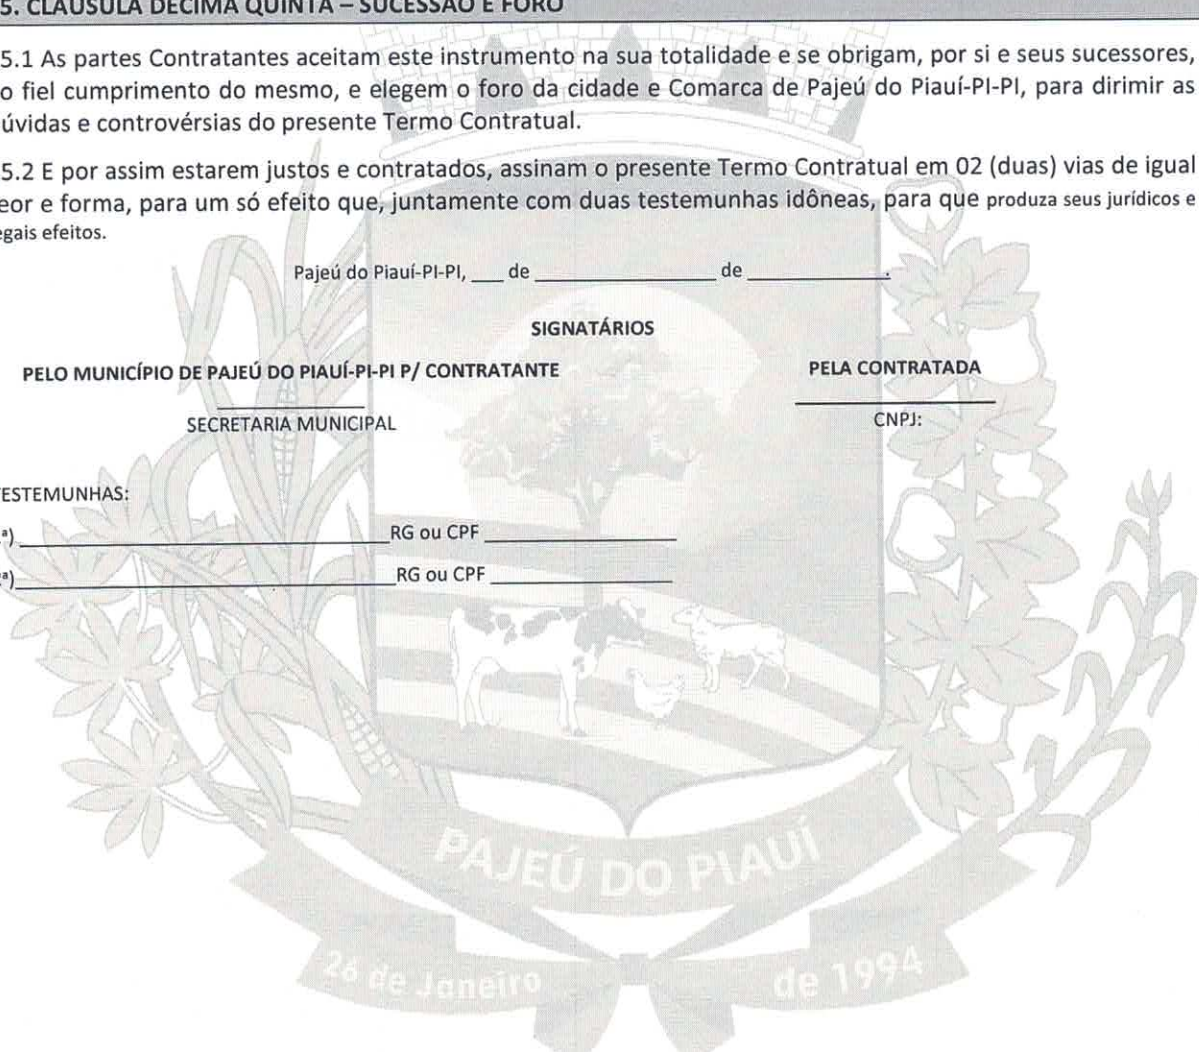 5. CLÁUSULA DÉCIMA QUINTA – SUCESSÃO E FORO
5.1 As partes Contratantes aceitam este instrumento na sua totalidade e se obrigam, por si e seus sucessores,
o fiel cumprimento do mesmo, e elegem o foro da cidade e Comarca de Pajeú do Piauí-PI-PI, para dirimir as
úvidas e controvérsias do presente Termo Contratual.
5.2 E por assim estarem justos e contratados, assinam o presente Termo Contratual em 02 (duas) vias de igual
eor e forma, para um só efeito que, juntamente com duas testemunhas idôneas, para que produza seus jurídicos e
egais efeitos.
Pajeú do Piauí-PI-PI, ___ de _________________ de _____________.
SIGNATÁRIOS
PELO MUNICÍPIO DE PAJEÚ DO PIAUÍ-PI-PI P/ CONTRATANTE PELA CONTRATADA
SECRETARIA MUNICIPAL CNPJ:
ESTEMUNHAS:
ª) ___________________________________RG ou CPF __________________
ª)____________________________________RG ou CPF _________________
PAJEÚ DO PIAUÍ
26 de Janeiro de 1994